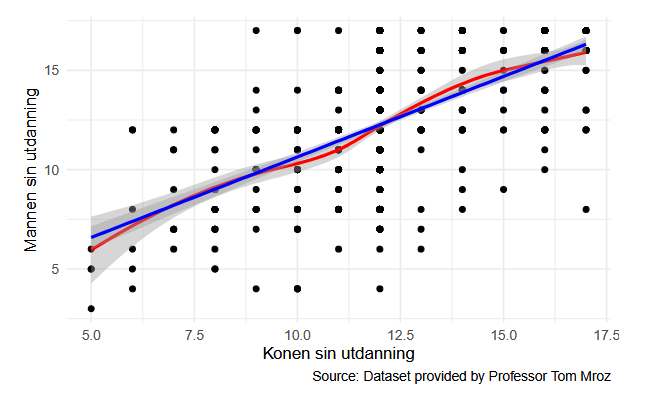 Mannen sin utdanning
15
10
5
5.0 7.5 10.0 12.5 15.0 17.5
Konen sin utdanning
Source: Dataset provided by Professor Tom Mroz